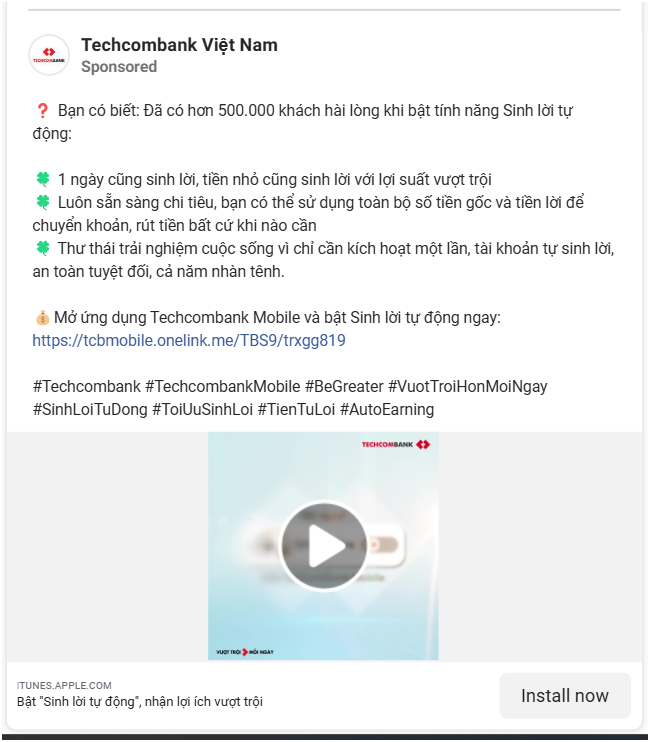 Techcombank Việt Nam
TECHCOMBANK
Sponsored
❓ Bạn có biết: Đã có hơn 500.000 khách hài lòng khi bật tính năng Sinh lời tự
động:
🍀 1 ngày cũng sinh lời, tiền nhỏ cũng sinh lời với lợi suất vượt trội
🍀 Luôn sẵn sàng chi tiêu, bạn có thể sử dụng toàn bộ số tiền gốc và tiền lời để
chuyển khoản, rút tiền bất cứ khi nào cần
🍀 Thư thái trải nghiệm cuộc sống vì chỉ cần kích hoạt một lần, tài khoản tự sinh lời,
an toàn tuyệt đối, cả năm nhàn tênh.
💰Mở ứng dụng Techcombank Mobile và bật Sinh lời tự động ngay:
https://tcbmobile.onelink.me/TBS9/trxgg819
#Techcombank #TechcombankMobile #BeGreater #VuotTroiHonMoiNgay
#SinhLoiTuDong #ToiUuSinhLoi #TienTuLoi #AutoEarning
TECHCOMBANK
VƯỢT TRỘI MỖI NGÀY
ITUNES.APPLE.COM
Bật "Sinh lời tự động", nhận lợi ích vượt trội
Install now